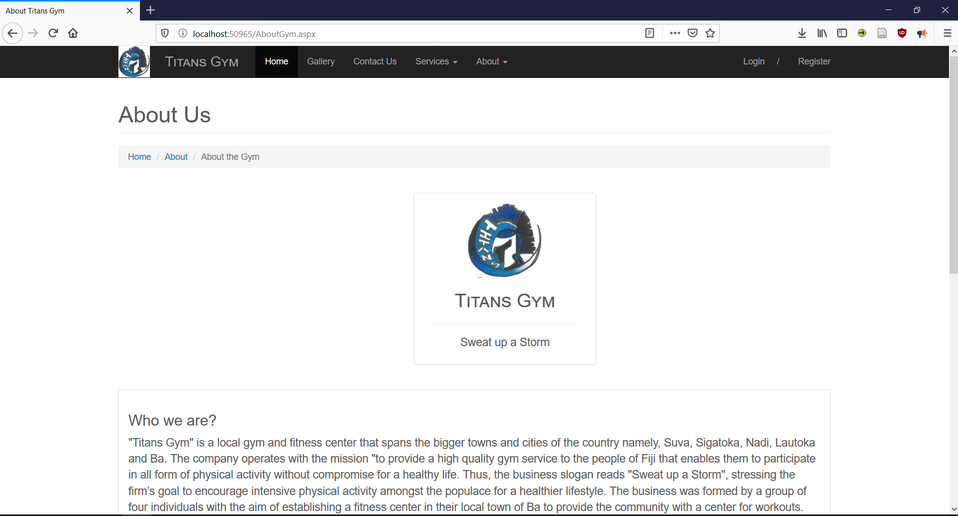 About Titans Gym
localhost:50965/AboutGym.aspx
TITANS GYM Home Gallery Contact Us Services About Login / Register
About Us
Home / About / About the Gym
TITANS
TITANS GYM
Sweat up a Storm
Who we are?
"Titans Gym" is a local gym and fitness center that spans the bigger towns and cities of the country namely, Suva, Sigatoka, Nadi, Lautoka
and Ba. The company operates with the mission "to provide a high quality gym service to the people of Fiji that enables them to participate
in all form of physical activity without compromise for a healthy life. Thus, the business slogan reads "Sweat up a Storm", stressing the
firm's goal to encourage intensive physical activity amongst the populace for a healthier lifestyle. The business was formed by a group of
four individuals with the aim of establishing a fitness center in their local town of Ba to provide the community with a center for workouts.